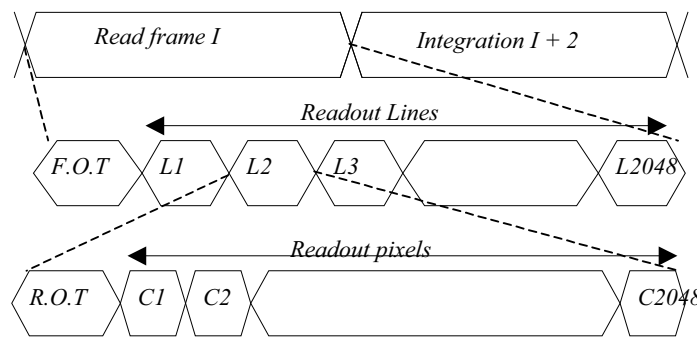 Read frame I Integration I + 2
Readout Lines
F.O.T L1 L2 L3 L2048
Readout pixels
R.O.T C1 C2 C2048